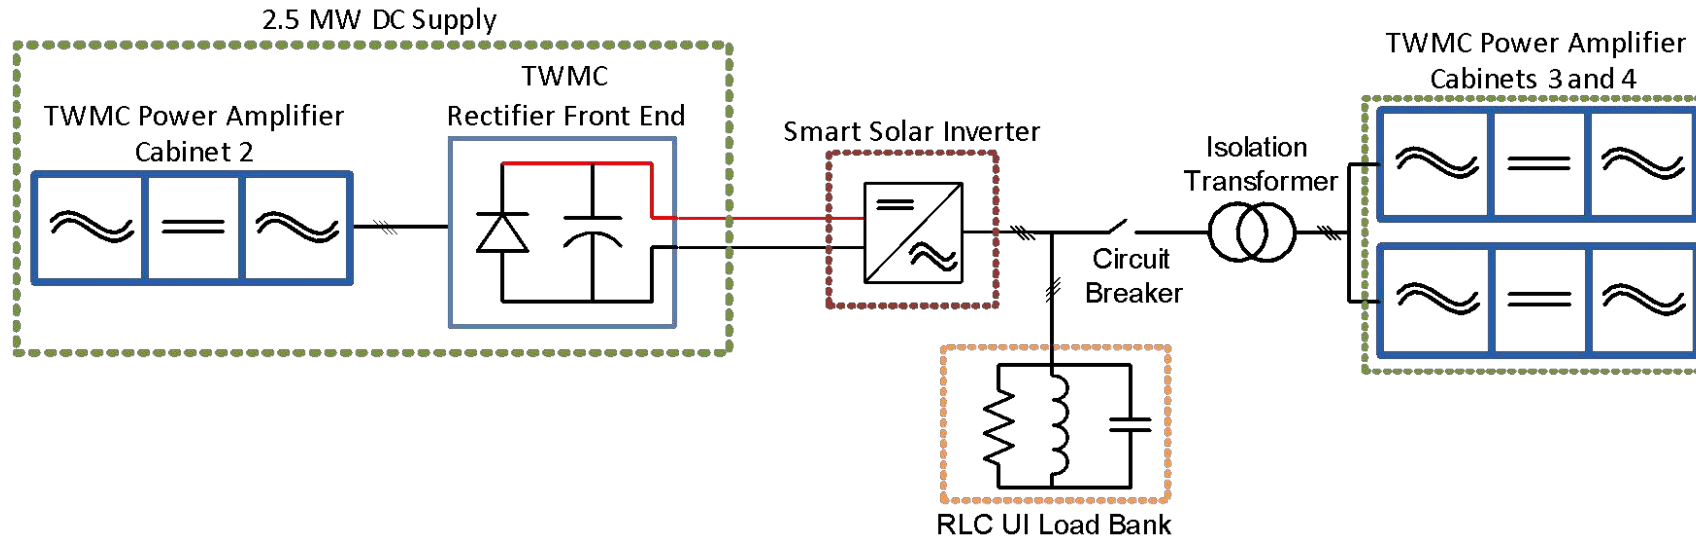 2.5 MW DC Supply
TWMC Power Amplifier
Cabinet 2
TWMC
Rectifier Front End
Smart Solar Inverter
Circuit
Breaker
Isolation
Transformer
TWMC Power Amplifier
Cabinets 3 and 4
RLC UI Load Bank